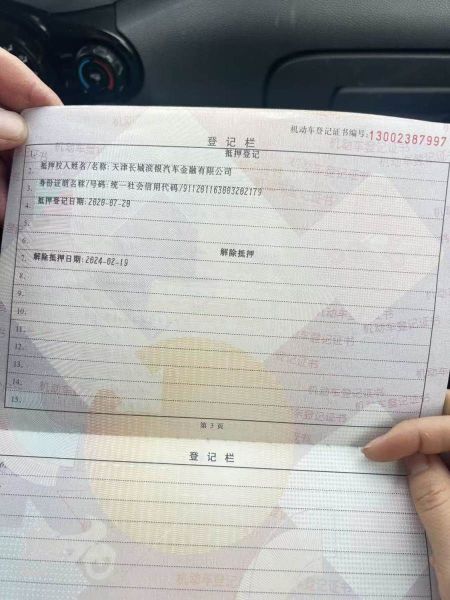 机动车登记证书编号:13002387997
登记栏
1. 抵押登记
2. 抵押权人姓名/名称:天津长城滨银汽车金融有限公司
3. 身份证明名称/号码:统一社会信用代码/911201163003202179
4. 抵押登记日期:2020-07-20
5.
6. 解除抵押
7. 解除抵押日期:2024-02-19
8.
9.
10.
11.
12.
13.
14.
15.
第 3 页
登记栏